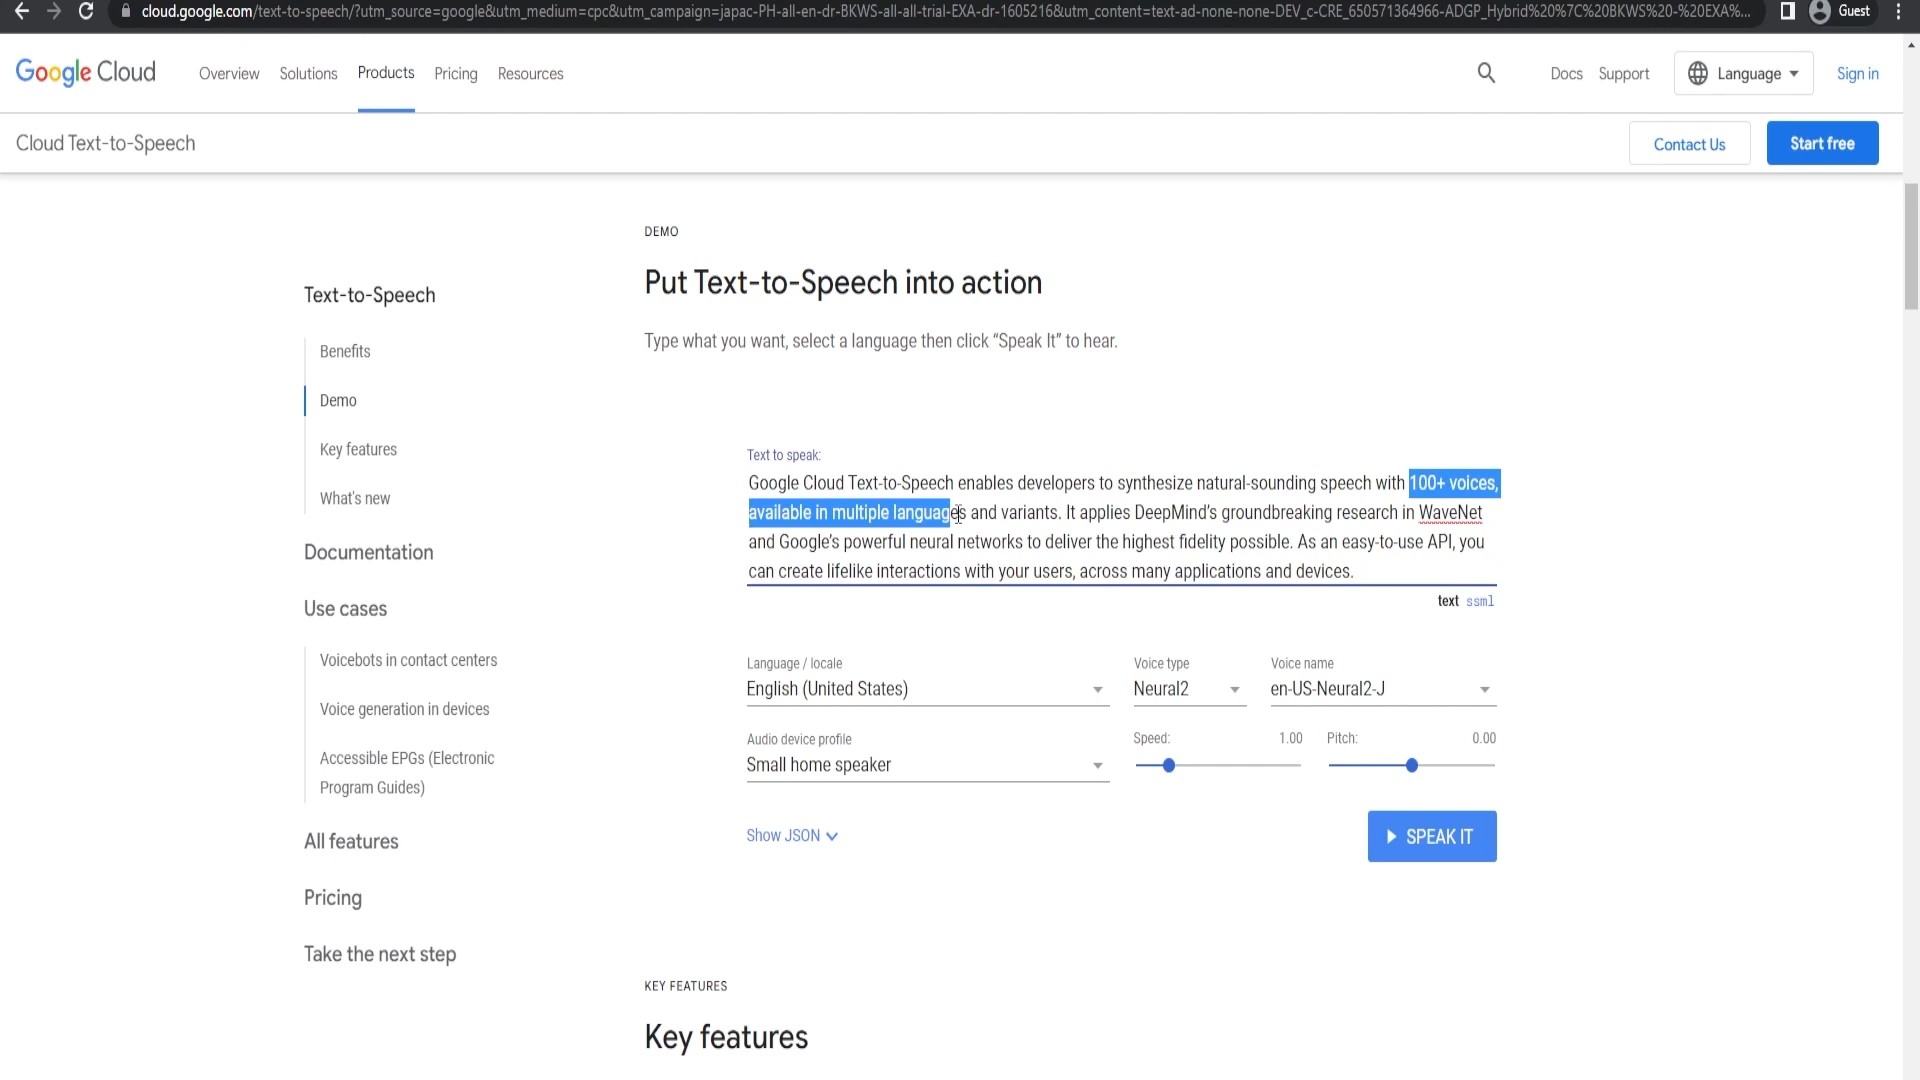 cloud.google.com/text-to-speech/?utm_source=google&utm_medium=cpc&utm_campaign=japac-PH-all-en-dr-BKWS-all-all-trial-EXA-dr-1605216&utm_content=text-ad-none-none-DEV_c-CRE_650571364966-ADGP_Hybrid%20%7C%20BKWS%20-%20EXA%... Guest
Google Cloud Overview Solutions Products Pricing Resources Docs Support Language Sign in
Cloud Text-to-Speech Contact Us Start free
DEMO
Put Text-to-Speech into action
Type what you want, select a language then click “Speak It” to hear.
Text-to-Speech
Benefits
Demo
Key features
What's new
Documentation
Use cases
Voicebots in contact centers
Voice generation in devices
Accessible EPGs (Electronic
Program Guides)
All features
Pricing
Take the next step
Text to speak:
Google Cloud Text-to-Speech enables developers to synthesize natural-sounding speech with 100+ voices,
available in multiple languages and variants. It applies DeepMind’s groundbreaking research in WaveNet
and Google’s powerful neural networks to deliver the highest fidelity possible. As an easy-to-use API, you
can create lifelike interactions with your users, across many applications and devices.
text ssml
Language / locale Voice type Voice name
English (United States) Neural2 en-US-Neural2-J
Audio device profile Speed: 1.00 Pitch: 0.00
Small home speaker
Show JSON SPEAK IT
KEY FEATURES
Key features